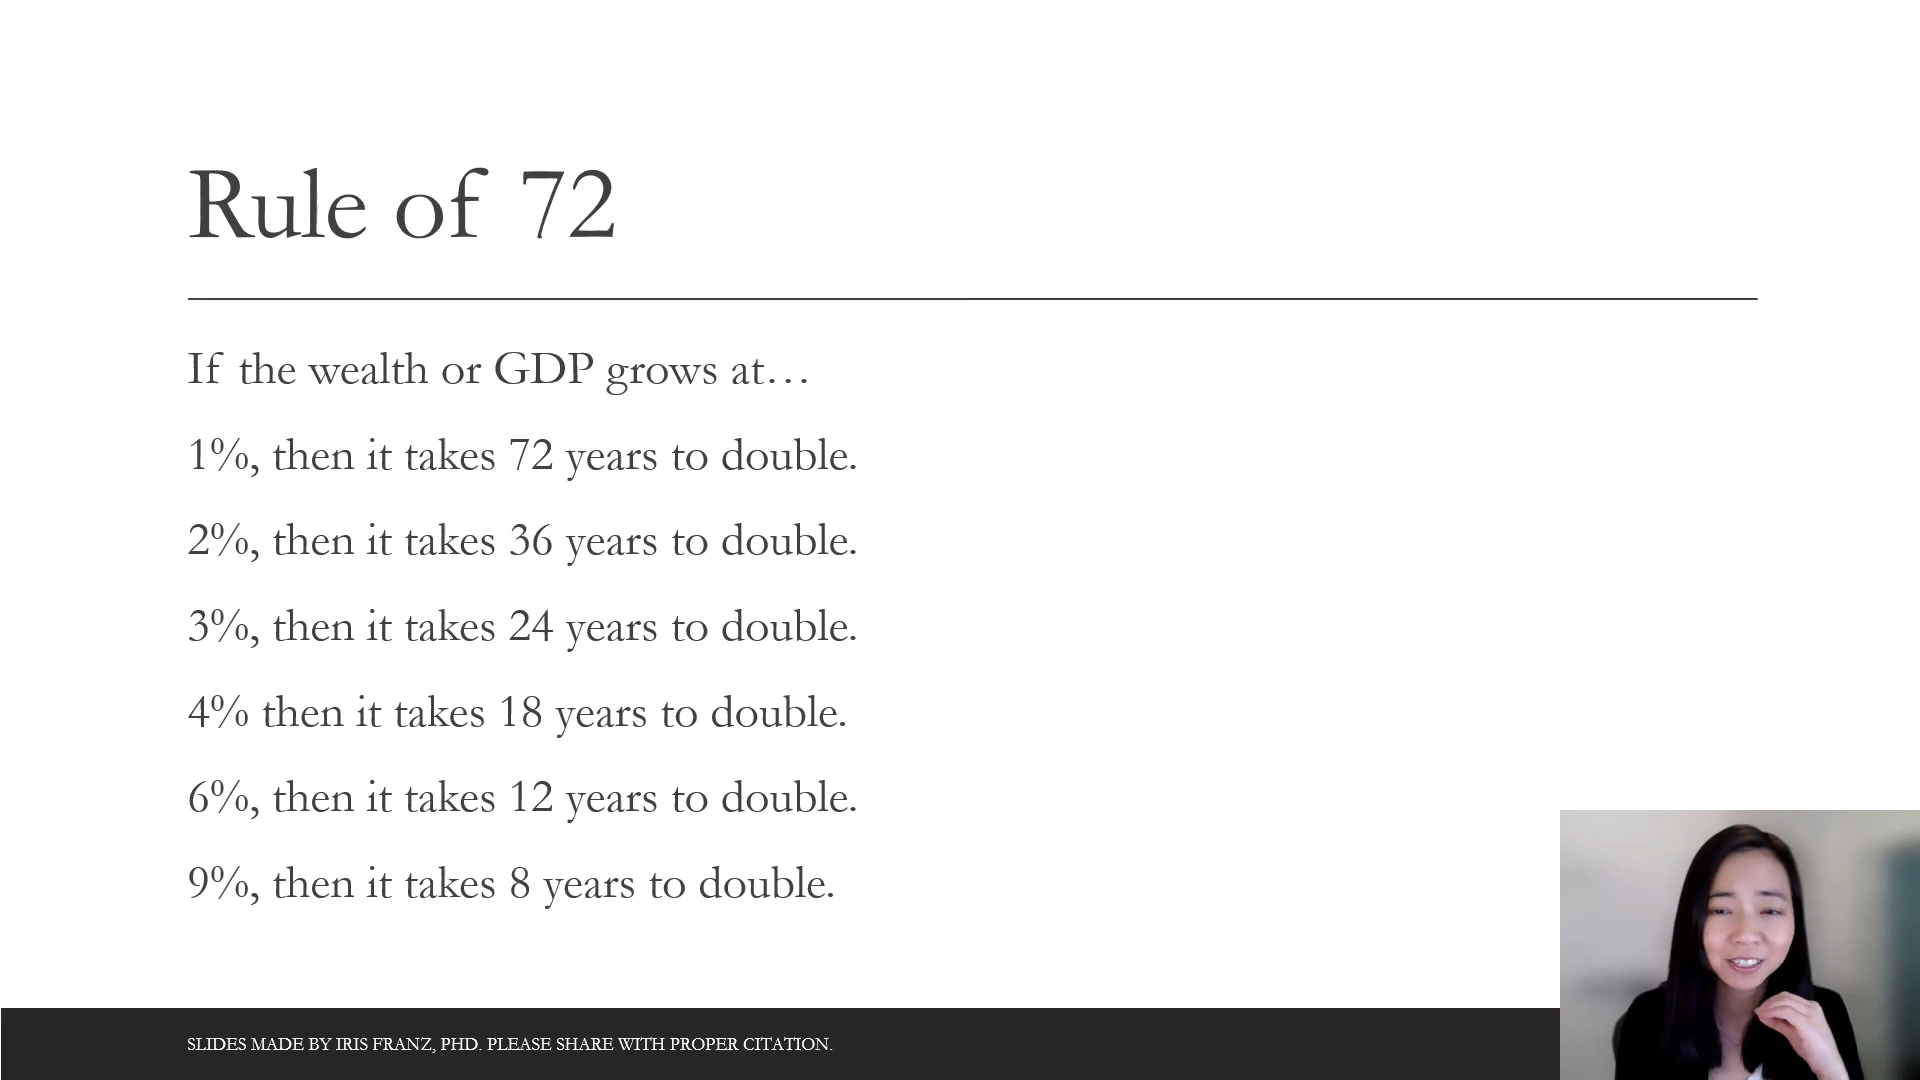 Rule of 72
If the wealth or GDP grows at…
1%, then it takes 72 years to double.
2%, then it takes 36 years to double.
3%, then it takes 24 years to double.
4% then it takes 18 years to double.
6%, then it takes 12 years to double.
9%, then it takes 8 years to double.
SLIDES MADE BY IRIS FRANZ, PHD. PLEASE SHARE WITH PROPER CITATION.